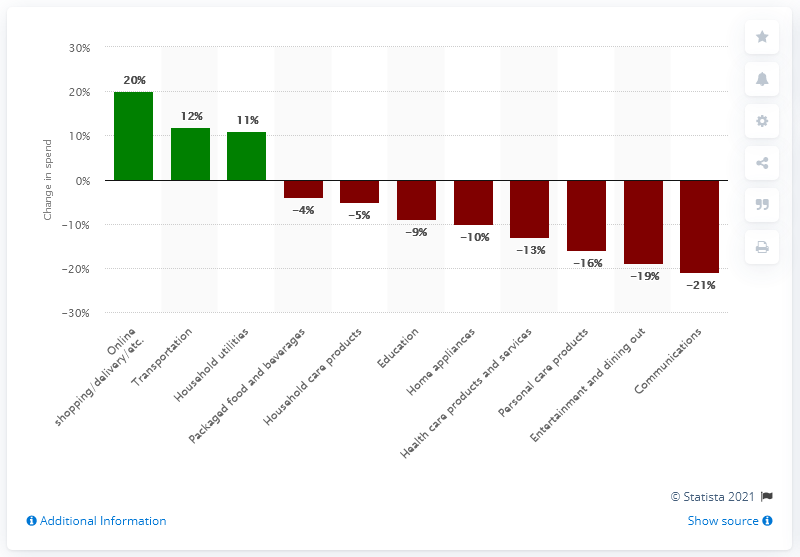 30%
20%
10%
0%
−10%
−20%
−30%
Change in spend
20%
12%
11%
−4%
−5%
−9%
−10%
−13%
−16%
−19%
−21%
Online
shopping/delivery/etc.
Transportation
Household utilities
Packaged food and beverages
Household care products
Education
Home appliances
Health care products and services
Personal care products
Entertainment and dining out
Communications
© Statista 2021
Additional Information
Show source